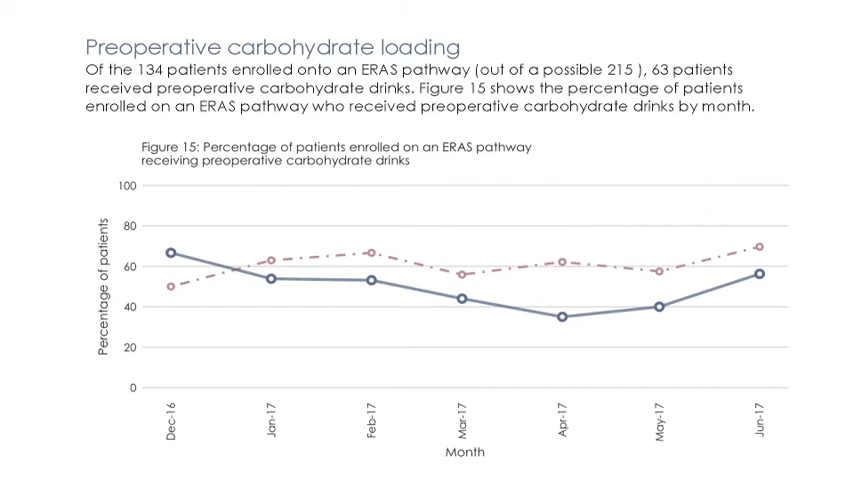 Preoperative carbohydrate loading
Of the 134 patients enrolled onto an ERAS pathway (out of a possible 215 ), 63 patients
received preoperative carbohydrate drinks. Figure 15 shows the percentage of patients
enrolled on an ERAS pathway who received preoperative carbohydrate drinks by month.
Figure 15: Percentage of patients enrolled on an ERAS pathway
receiving preoperative carbohydrate drinks
Percentage of patients
100
80
60
40
20
0
Dec-16
Jan-17
Feb-17
Mar-17
Apr-17
May-17
Jun-17
Month